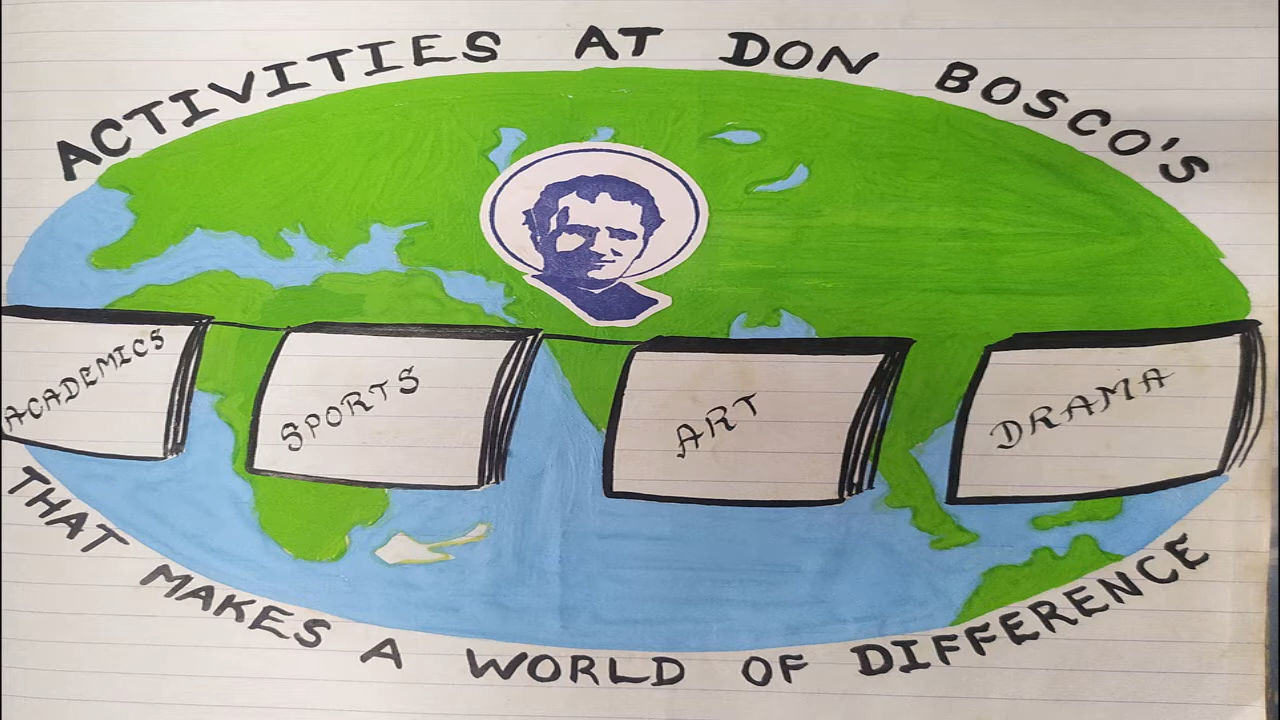 ACTIVITIES AT DON BOSCO'S
ACADEMICS
SPORTS
ART
DRAMA
THAT MAKES A WORLD OF DIFFERENCE